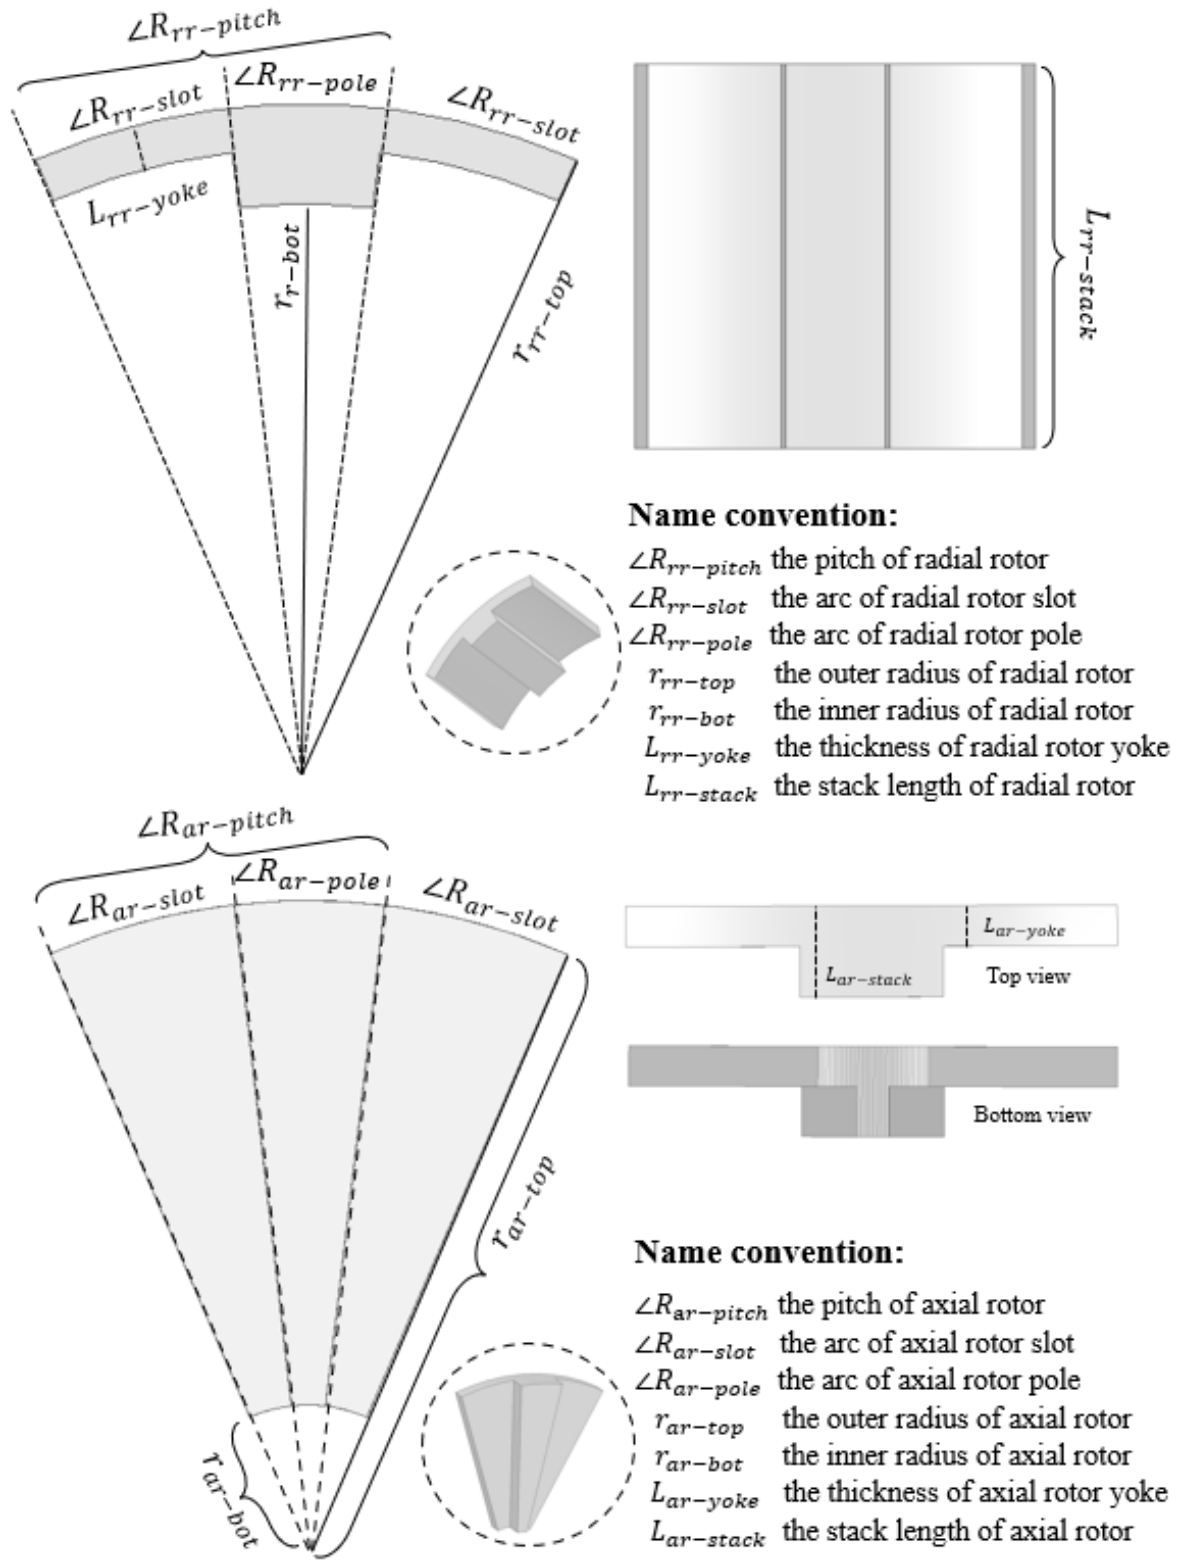 ∠R_{rr−pitch}
∠R_{rr−slot}
∠R_{rr−pole}
∠R_{rr−slot}
L_{rr−yoke}
r_{r−bot}
r_{rr−top}
L_{rr−stack}
Name convention:
∠R_{rr−pitch} the pitch of radial rotor
∠R_{rr−slot} the arc of radial rotor slot
∠R_{rr−pole} the arc of radial rotor pole
r_{rr−top} the outer radius of radial rotor
r_{rr−bot} the inner radius of radial rotor
L_{rr−yoke} the thickness of radial rotor yoke
L_{rr−stack} the stack length of radial rotor
∠R_{ar−pitch}
∠R_{ar−slot}
∠R_{ar−pole}
∠R_{ar−slot}
r_{ar−top}
r_{ar−bot}
L_{ar−yoke}
L_{ar−stack}
Top view
Bottom view
Name convention:
∠R_{ar−pitch} the pitch of axial rotor
∠R_{ar−slot} the arc of axial rotor slot
∠R_{ar−pole} the arc of axial rotor pole
r_{ar−top} the outer radius of axial rotor
r_{ar−bot} the inner radius of axial rotor
L_{ar−yoke} the thickness of axial rotor yoke
L_{ar−stack} the stack length of axial rotor